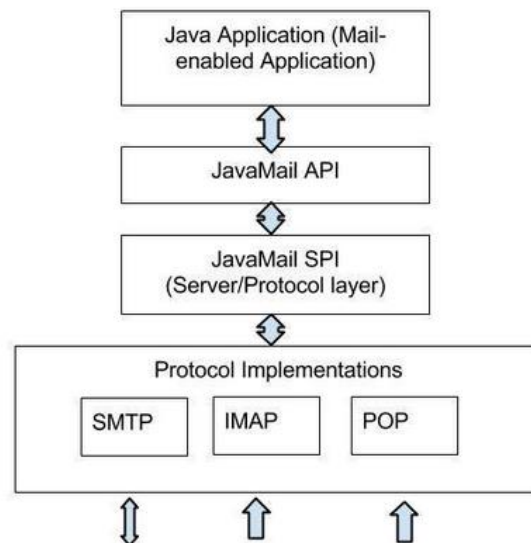 Java Application (Mail-
enabled Application)
JavaMail API
JavaMail SPI
(Server/Protocol layer)
Protocol Implementations
SMTP IMAP POP